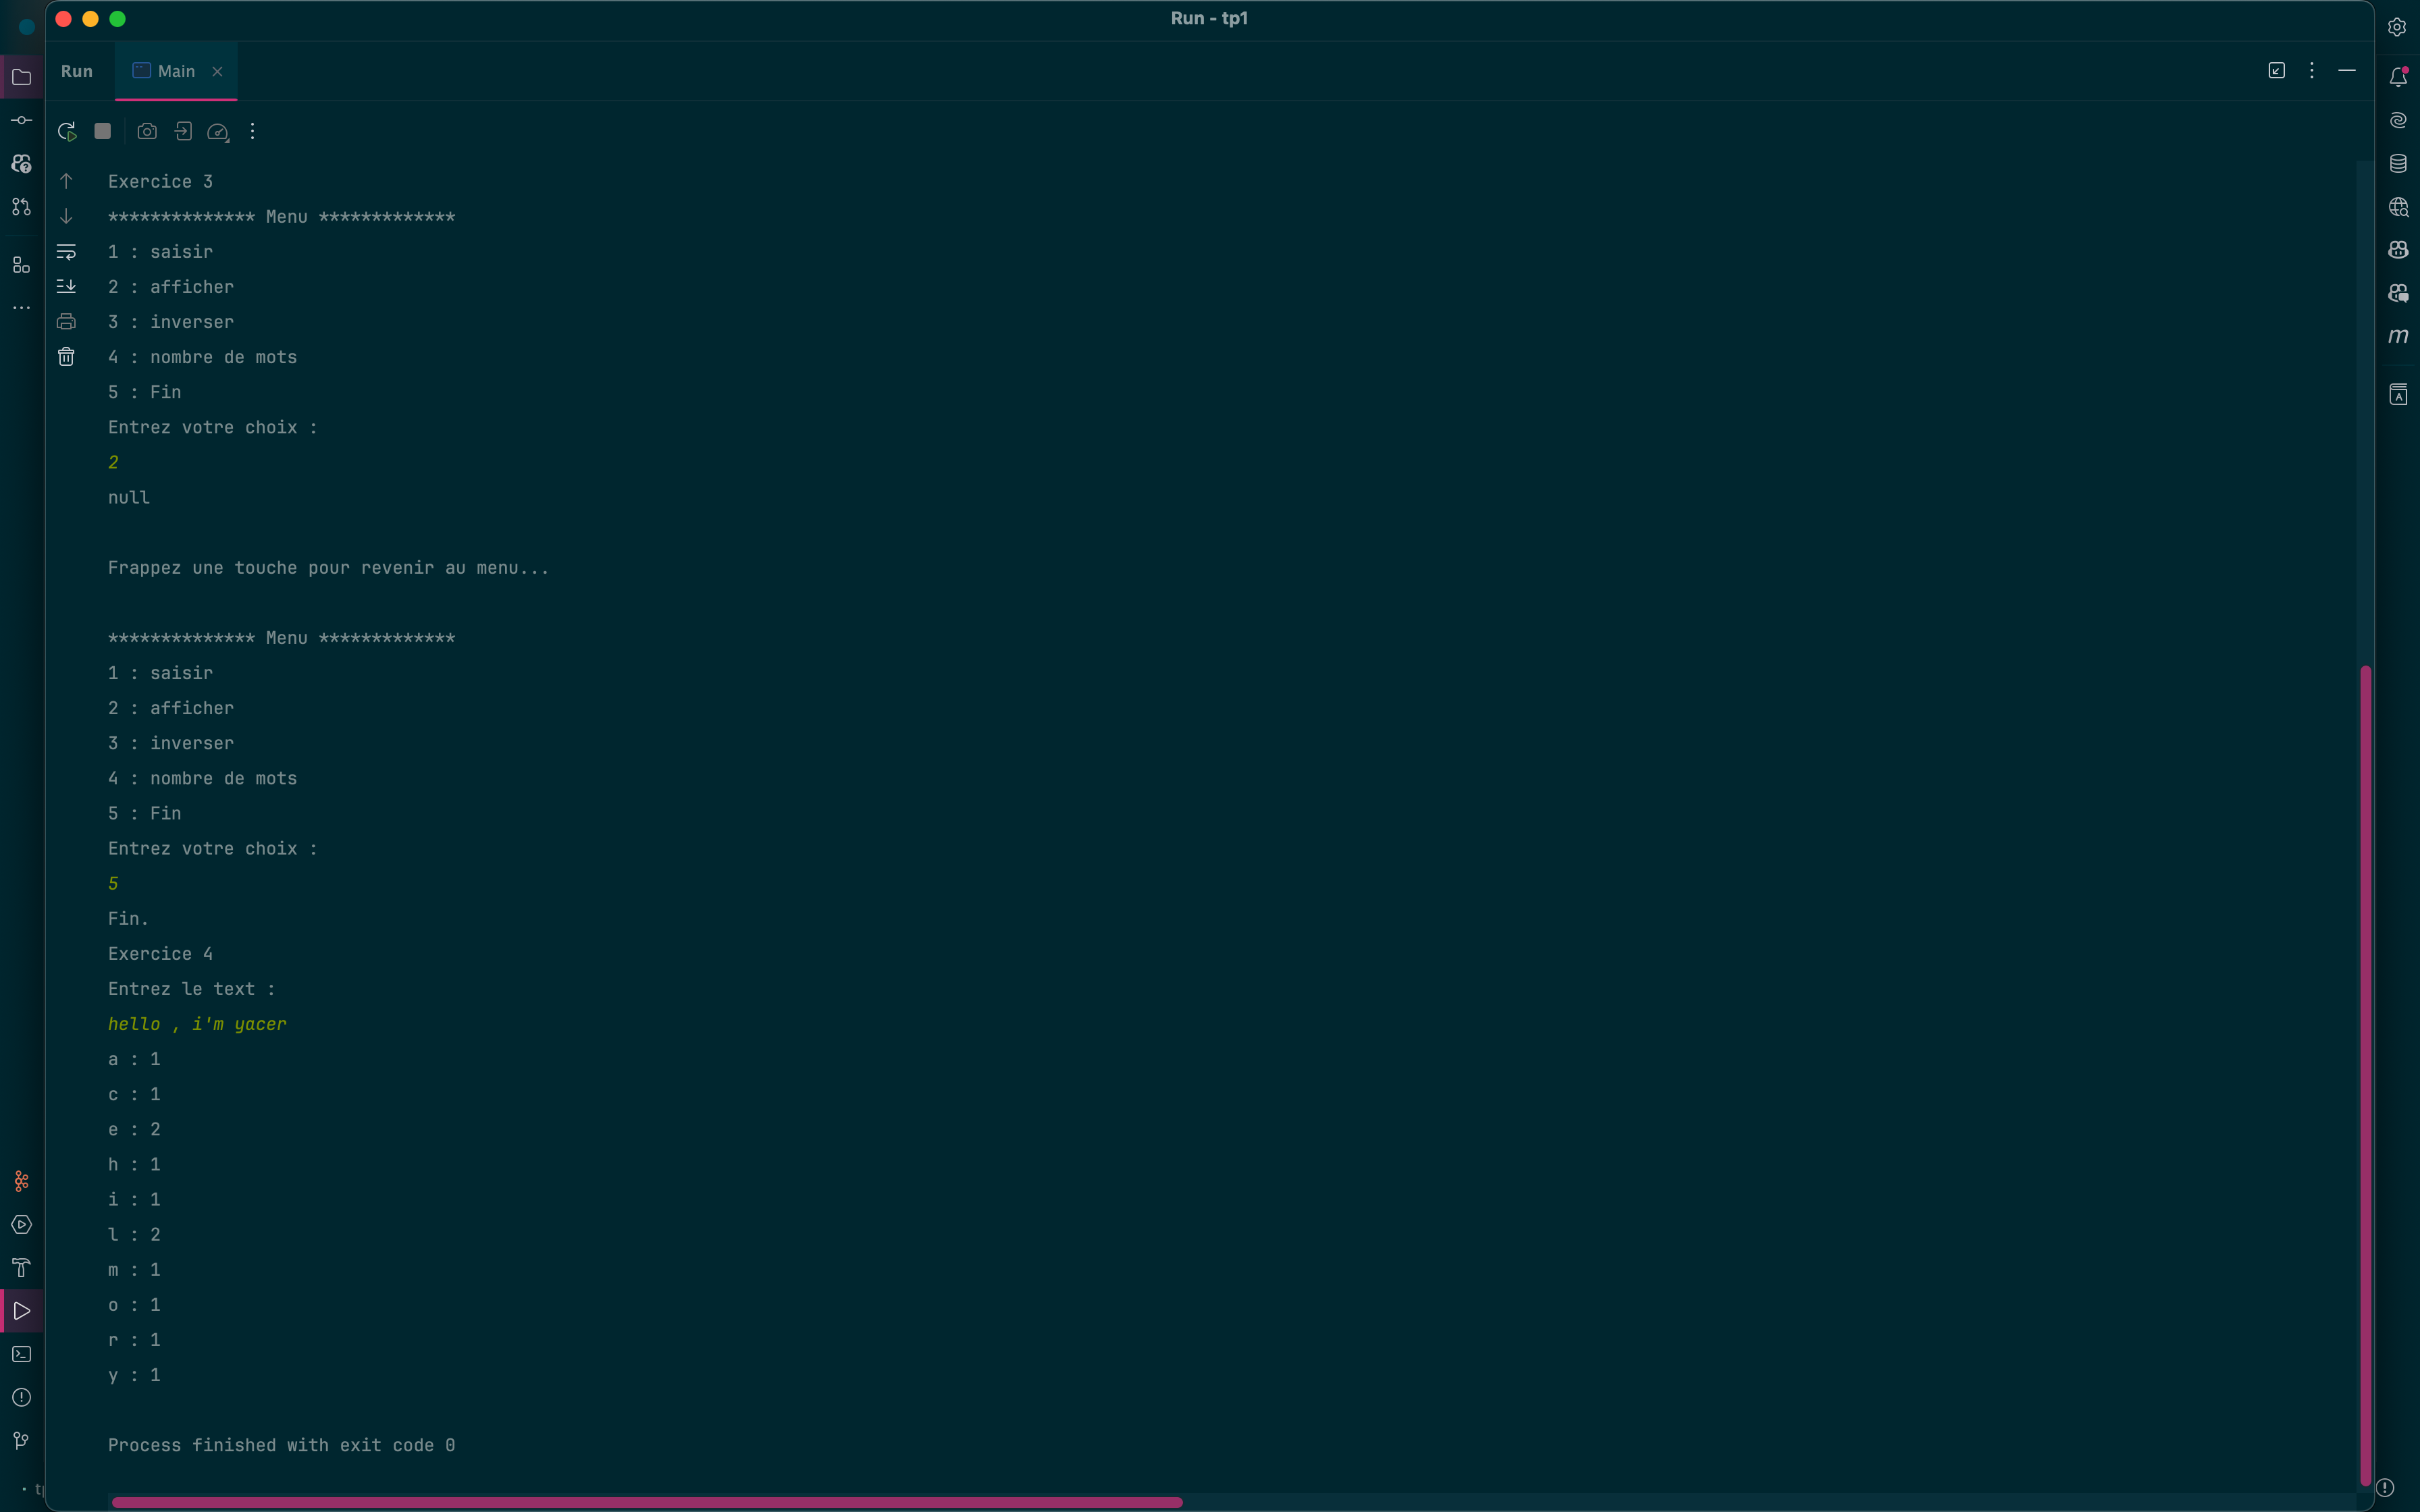 Run - tp1
Run Main
Exercice 3
************** Menu *************
1 : saisir
2 : afficher
3 : inverser
4 : nombre de mots
5 : Fin
Entrez votre choix :
2
null
Frappez une touche pour revenir au menu...
************** Menu *************
1 : saisir
2 : afficher
3 : inverser
4 : nombre de mots
5 : Fin
Entrez votre choix :
5
Fin.
Exercice 4
Entrez le text :
hello , i'm yacer
a : 1
c : 1
e : 2
h : 1
i : 1
l : 2
m : 1
o : 1
r : 1
y : 1
Process finished with exit code 0